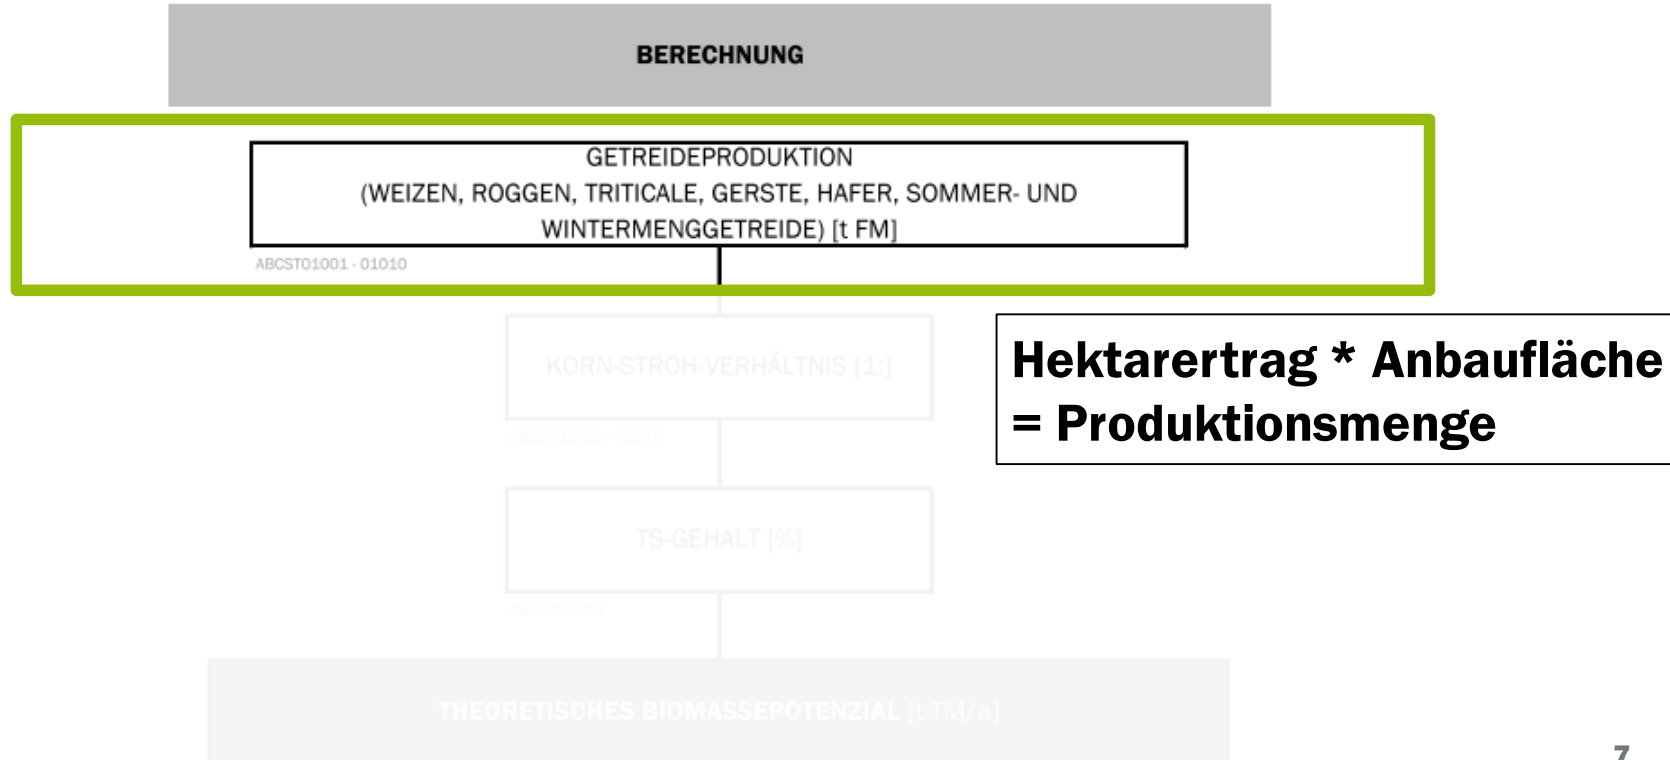 BERECHNUNG
GETREIDEPRODUKTION
(WEIZEN, ROGGEN, TRITICALE, GERSTE, HAFER, SOMMER- UND
WINTERMENGGETREIDE) [t FM]
ABCST01001 - 01010
KORN-STROH-VERHÄLTNIS [1:]
Hektarertrag * Anbaufläche
= Produktionsmenge
TS-GEHALT [%]
THEORETISCHES BIOMASSEPOTENZIAL [t TM/a]
7